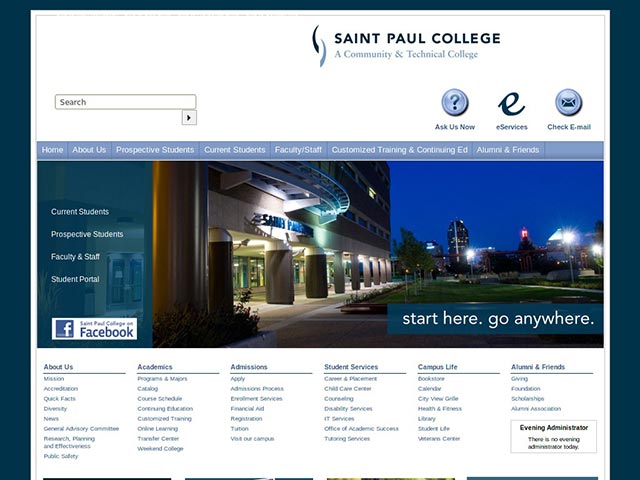 SAINT PAUL COLLEGE
A Community & Technical College
Search
Ask Us Now
eServices
Check E-mail
Home
About Us
Prospective Students
Current Students
Faculty/Staff
Customized Training & Continuing Ed
Alumni & Friends
Current Students
Prospective Students
Faculty & Staff
Student Portal
Saint Paul College on
Facebook
SAINT PAUL
start here. go anywhere.
About Us
Mission
Accreditation
Quick Facts
Diversity
News
General Advisory Committee
Research, Planning
and Effectiveness
Public Safety
Academics
Programs & Majors
Catalog
Course Schedule
Continuing Education
Customized Training
Online Learning
Transfer Center
Weekend College
Admissions
Apply
Admissions Process
Enrollment Services
Financial Aid
Registration
Tuition
Visit our campus
Student Services
Career & Placement
Child Care Center
Counseling
Disability Services
IT Services
Office of Academic Success
Tutoring Services
Campus Life
Bookstore
Calendar
City View Grille
Health & Fitness
Library
Student Life
Veterans Center
Alumni & Friends
Giving
Foundation
Scholarships
Alumni Association
Evening Administrator
There is no evening
administrator today.